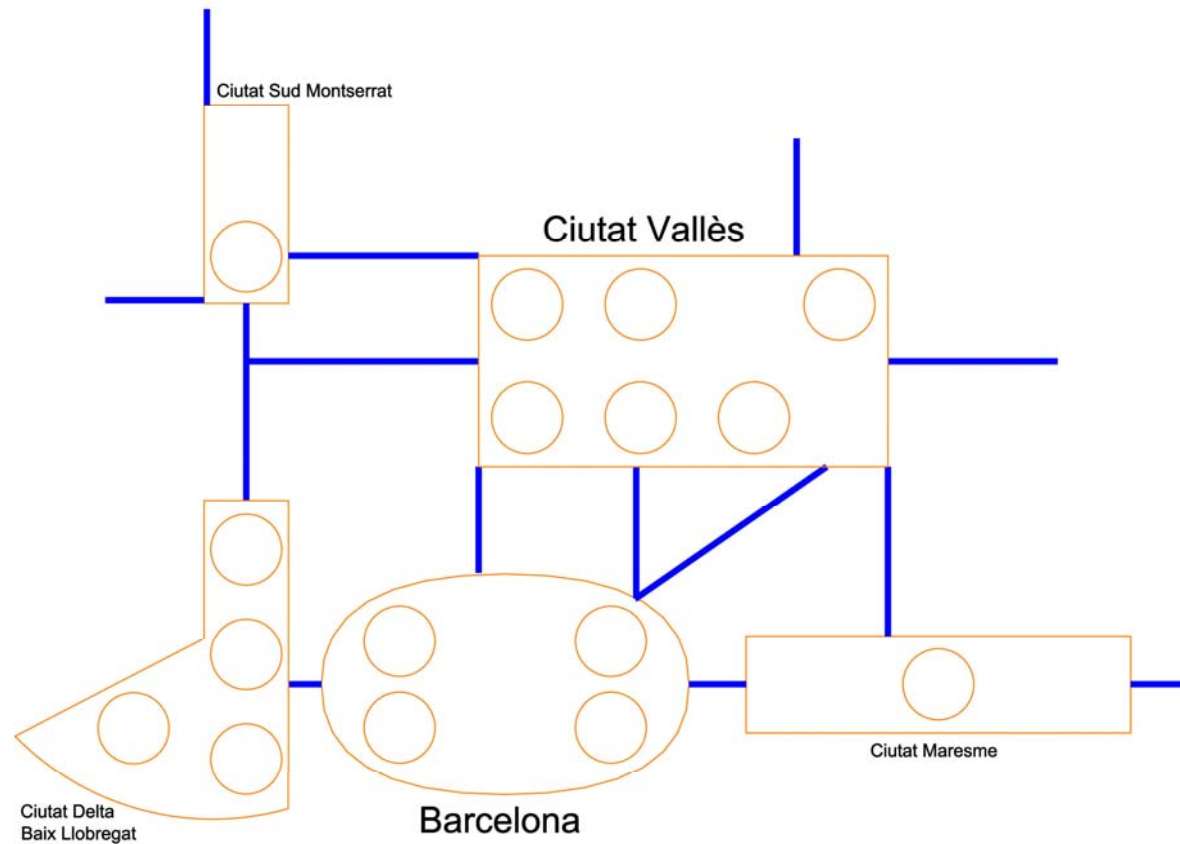 Ciutat Sud Montserrat
Ciutat Vallès
Ciutat Maresme
Ciutat Delta
Baix Llobregat
Barcelona